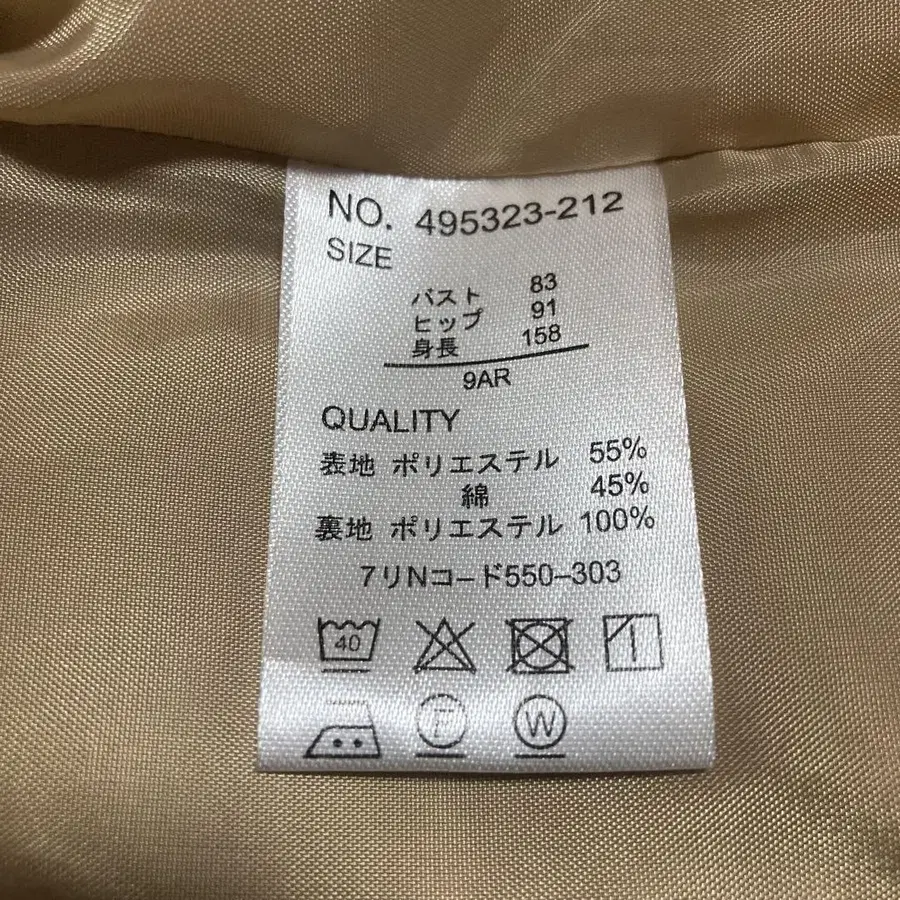 NO. 495323-212
SIZE
バスト 83
ヒップ 91
身長 158
9AR
QUALITY
表地 ポリエステル 55%
綿 45%
裏地 ポリエステル 100%
7リNコード550-303
40
F W